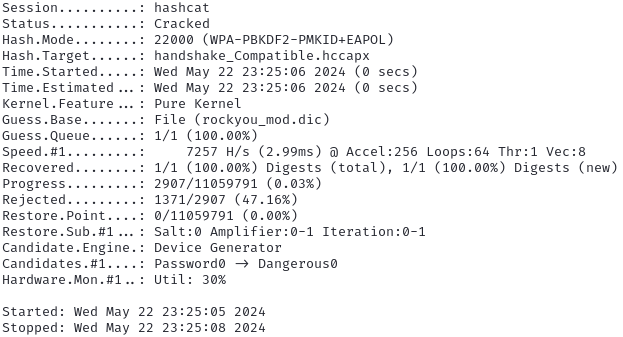 Session..........: hashcat
Status...........: Cracked
Hash.Mode........: 22000 (WPA-PBKDF2-PMKID+EAPOL)
Hash.Target......: handshake_Compatible.hccapx
Time.Started.....: Wed May 22 23:25:06 2024 (0 secs)
Time.Estimated...: Wed May 22 23:25:06 2024 (0 secs)
Kernel.Feature...: Pure Kernel
Guess.Base.......: File (rockyou_mod.dic)
Guess.Queue......: 1/1 (100.00%)
Speed.#1.........:     7257 H/s (2.99ms) @ Accel:256 Loops:64 Thr:1 Vec:8
Recovered........: 1/1 (100.00%) Digests (total), 1/1 (100.00%) Digests (new)
Progress.........: 2907/11059791 (0.03%)
Rejected.........: 1371/2907 (47.16%)
Restore.Point....: 0/11059791 (0.00%)
Restore.Sub.#1...: Salt:0 Amplifier:0-1 Iteration:0-1
Candidate.Engine.: Device Generator
Candidates.#1....: Password0 -> Dangerous0
Hardware.Mon.#1..: Util: 30%

Started: Wed May 22 23:25:05 2024
Stopped: Wed May 22 23:25:08 2024